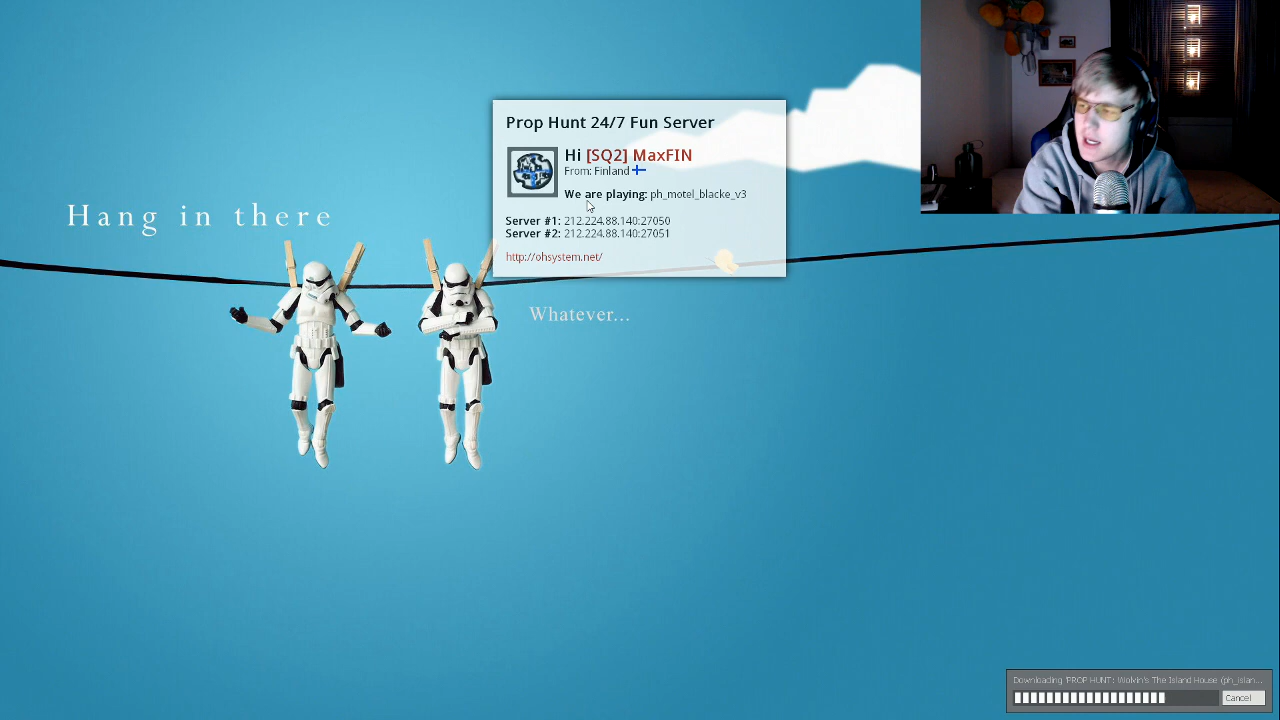 Prop Hunt 24/7 Fun Server
Hi [SQ2] MaxFIN
From: Finland
We are playing: ph_motel_blacke_v3
Server #1: 212.224.88.140:27050
Server #2: 212.224.88.140:27051
http://ohsystem.net/
Hang in there
Whatever...
Downloading 'PROP HUNT: Wolvin's The Island House (ph_islan...
Cancel